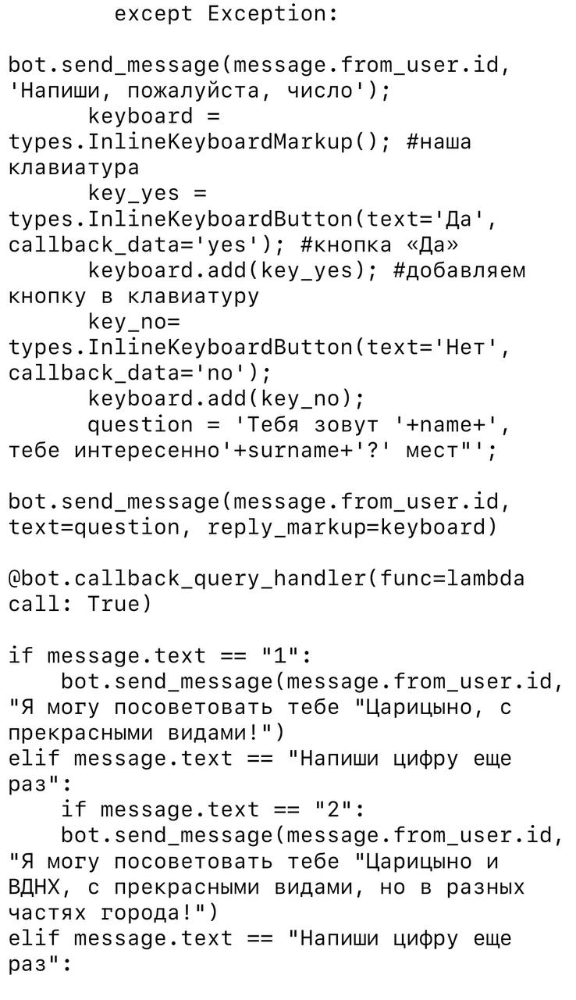 except Exception:

bot.send_message(message.from_user.id,
'Напиши, пожалуйста, число');
      keyboard =
types.InlineKeyboardMarkup(); #наша
клавиатура
      key_yes =
types.InlineKeyboardButton(text='Да',
callback_data='yes'); #кнопка «Да»
      keyboard.add(key_yes); #добавляем
кнопку в клавиатуру
      key_no=
types.InlineKeyboardButton(text='Нет',
callback_data='no');
      keyboard.add(key_no);
      question = 'Тебя зовут '+name+',
тебе интересенно'+surname+'?' мест"';

bot.send_message(message.from_user.id,
text=question, reply_markup=keyboard)

@bot.callback_query_handler(func=lambda
call: True)

if message.text == "1":
    bot.send_message(message.from_user.id,
"Я могу посоветовать тебе "Царицыно, с
прекрасными видами!")
elif message.text == "Напиши цифру еще
раз":
    if message.text == "2":
    bot.send_message(message.from_user.id,
"Я могу посоветовать тебе "Царицыно и
ВДНХ, с прекрасными видами, но в разных
частях города!")
elif message.text == "Напиши цифру еще
раз":